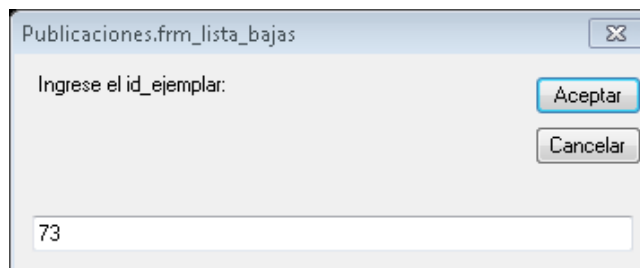 Publicaciones.frm_lista_bajas
Ingrese el id_ejemplar:
Aceptar
Cancelar
73